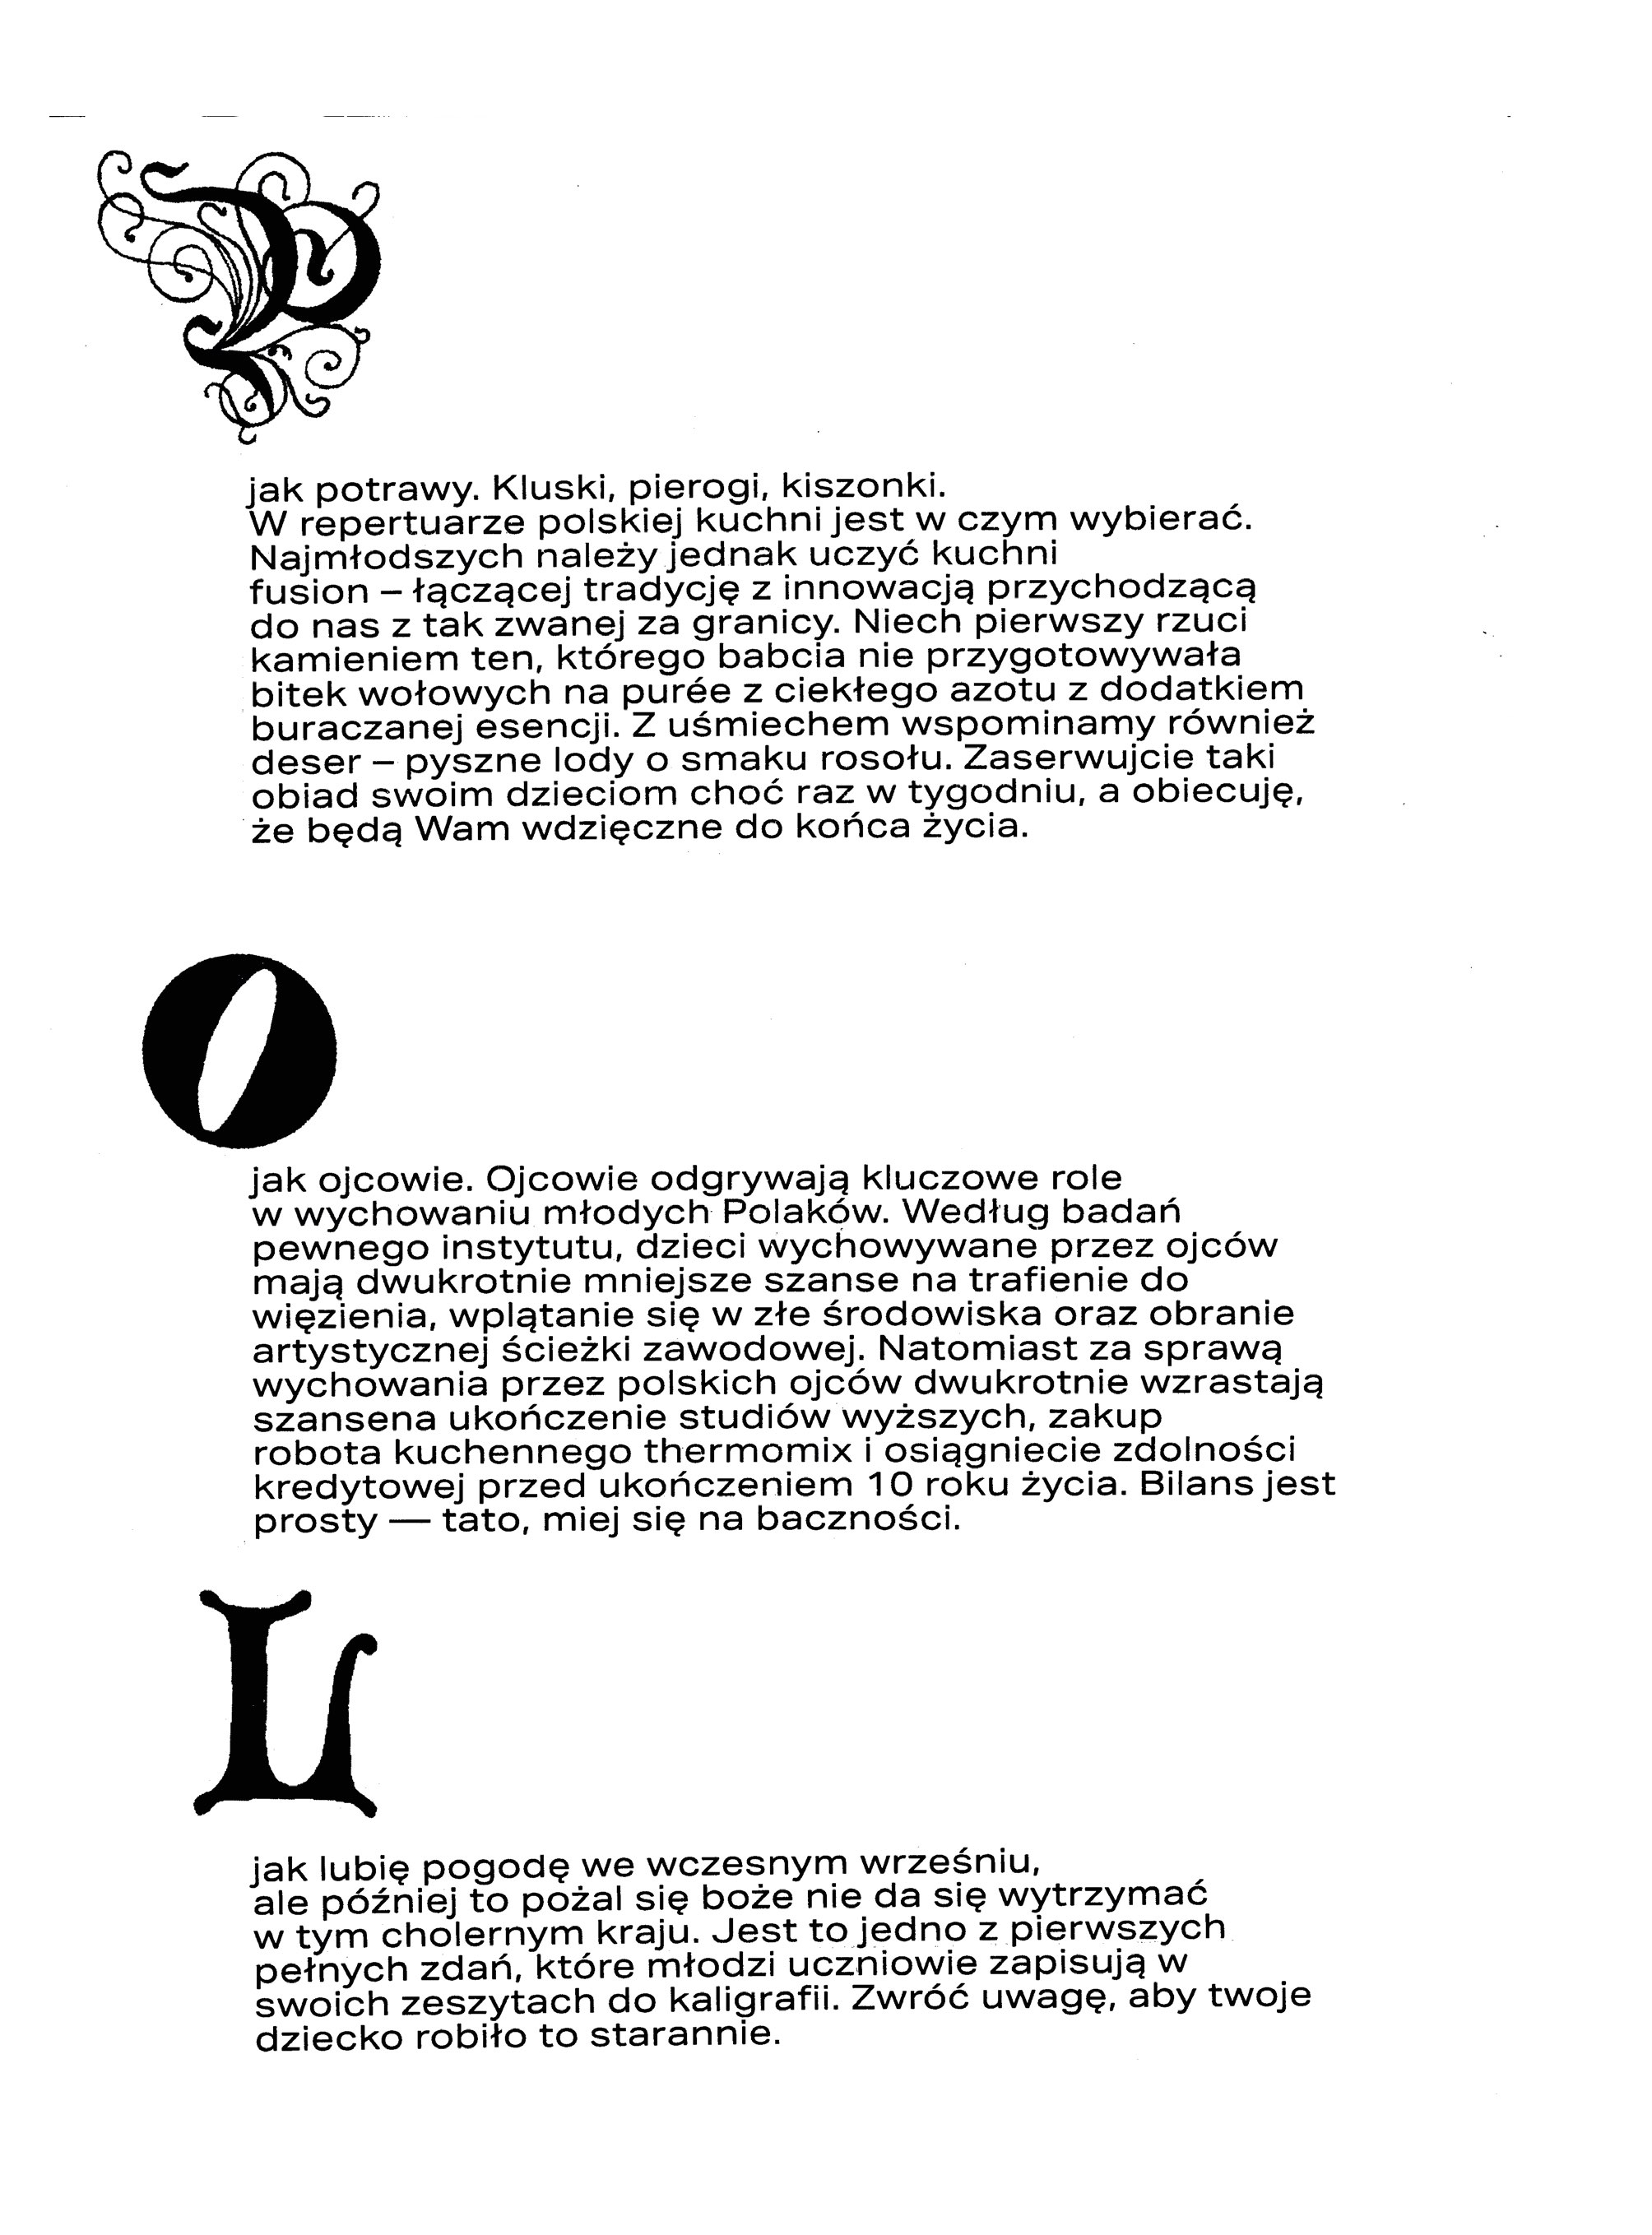 P
jak potrawy. Kluski, pierogi, kiszonki.
W repertuarze polskiej kuchni jest w czym wybierać.
Najmłodszych należy jednak uczyć kuchni
fusion – łączącej tradycję z innowacją przychodzącą
do nas z tak zwanej za granicy. Niech pierwszy rzuci
kamieniem ten, którego babcia nie przygotowywała
bitek wołowych na purée z ciekłego azotu z dodatkiem
buraczanej esencji. Z uśmiechem wspominamy również
deser – pyszne lody o smaku rosołu. Zaserwujcie taki
obiad swoim dzieciom choć raz w tygodniu, a obiecuję,
że będą Wam wdzięczne do końca życia.
O
jak ojcowie. Ojcowie odgrywają kluczowe role
w wychowaniu młodych Polaków. Według badań
pewnego instytutu, dzieci wychowywane przez ojców
mają dwukrotnie mniejsze szanse na trafienie do
więzienia, wplątanie się w złe środowiska oraz obranie
artystycznej ścieżki zawodowej. Natomiast za sprawą
wychowania przez polskich ojców dwukrotnie wzrastają
szansena ukończenie studiów wyższych, zakup
robota kuchennego thermomix i osiągniecie zdolności
kredytowej przed ukończeniem 10 roku życia. Bilans jest
prosty — tato, miej się na baczności.
L
jak lubię pogodę we wczesnym wrześniu,
ale później to pożal się boże nie da się wytrzymać
w tym cholernym kraju. Jest to jedno z pierwszych
pełnych zdań, które młodzi uczniowie zapisują w
swoich zeszytach do kaligrafii. Zwróć uwagę, aby twoje
dziecko robiło to starannie.